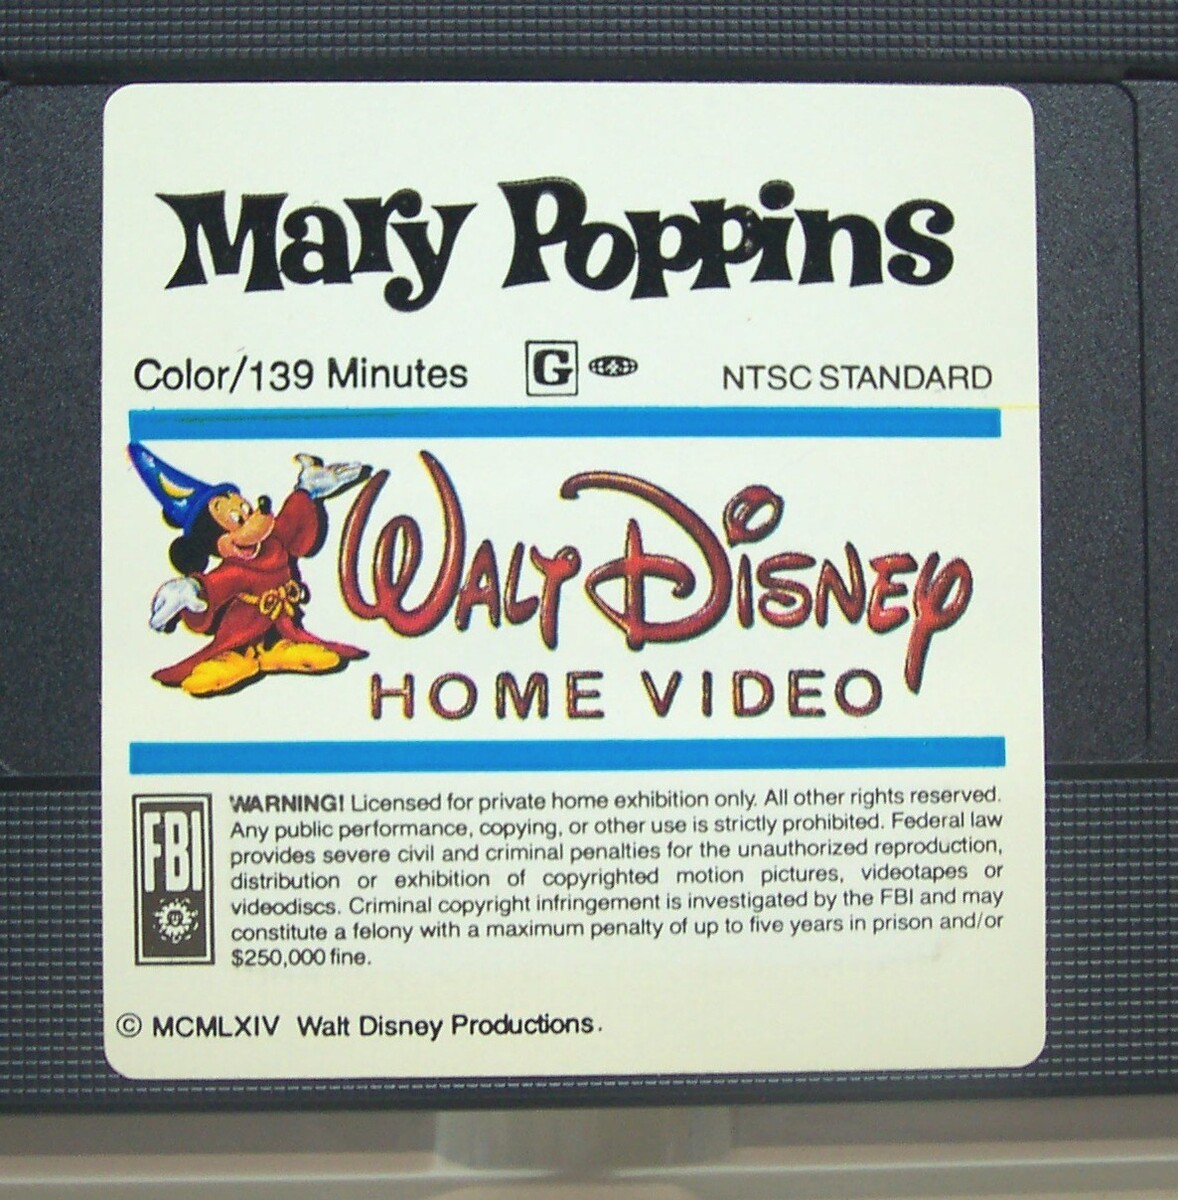 Mary Poppins
Color/139 Minutes G NTSC STANDARD
WALT DISNEY
HOME VIDEO
FBI
WARNING! Licensed for private home exhibition only. All other rights reserved.
Any public performance, copying, or other use is strictly prohibited. Federal law
provides severe civil and criminal penalties for the unauthorized reproduction,
distribution or exhibition of copyrighted motion pictures, videotapes or
videodiscs. Criminal copyright infringement is investigated by the FBI and may
constitute a felony with a maximum penalty of up to five years in prison and/or
$250,000 fine.
© MCMLXIV Walt Disney Productions.